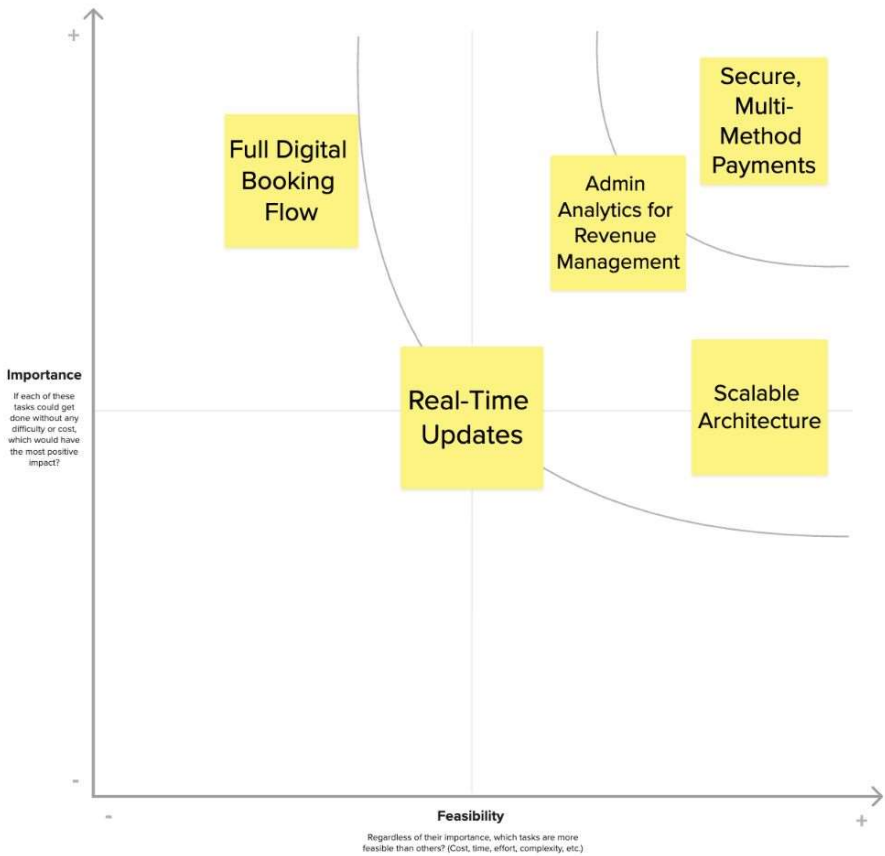 +
Secure,
Multi-
Method
Payments
Full Digital
Booking
Flow
Admin
Analytics for
Revenue
Management
Importance
If each of these
tasks could get
done without any
difficulty or cost,
which would have
the most positive
impact?
Real-Time
Updates
Scalable
Architecture
-
-
Feasibility
+
Regardless of their importance, which tasks are more
feasible than others? (Cost, time, effort, complexity, etc.)